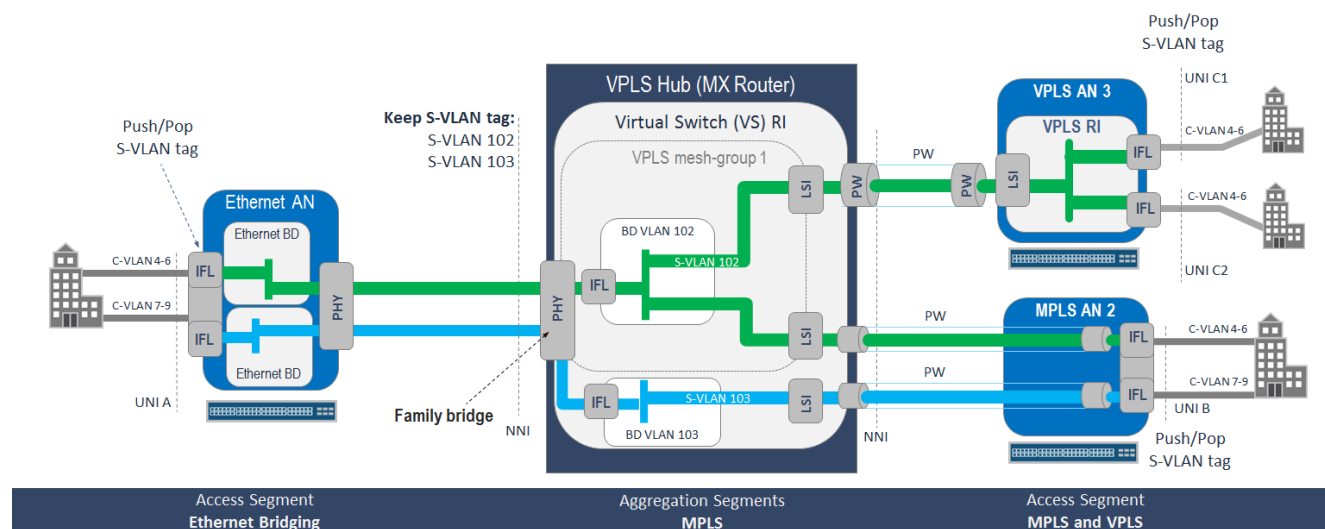 Push/Pop
S-VLAN tag
Keep S-VLAN tag:
S-VLAN 102
S-VLAN 103
VPLS Hub (MX Router)
Virtual Switch (VS) RI
VPLS mesh-group 1
Push/Pop
S-VLAN tag
UNI C1
VPLS AN 3
VPLS RI
C-VLAN 4-6
IFL
LSI
PW
PW
PW
LSI
IFL
C-VLAN 4-6
UNI C2
Ethernet AN
Ethernet BD
C-VLAN 4-6
IFL
C-VLAN 7-9
IFL
Ethernet BD
PHY
UNI A
PHY
IFL
BD VLAN 102
S-VLAN 102
LSI
PW
MPLS AN 2
IFL
C-VLAN 4-6
Family bridge
NNI
IFL
S-VLAN 103
BD VLAN 103
LSI
PW
NNI
IFL
C-VLAN 7-9
UNI B
Push/Pop
S-VLAN tag
Access Segment
Ethernet Bridging
Aggregation Segments
MPLS
Access Segment
MPLS and VPLS